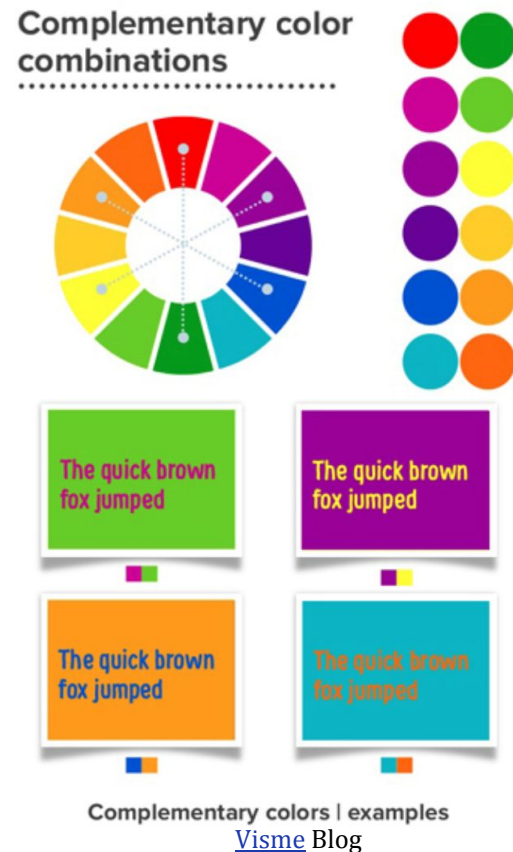 Complementary color
combinations
The quick brown
fox jumped
The quick brown
fox jumped
The quick brown
fox jumped
The quick brown
fox jumped
Complementary colors | examples
Visme Blog